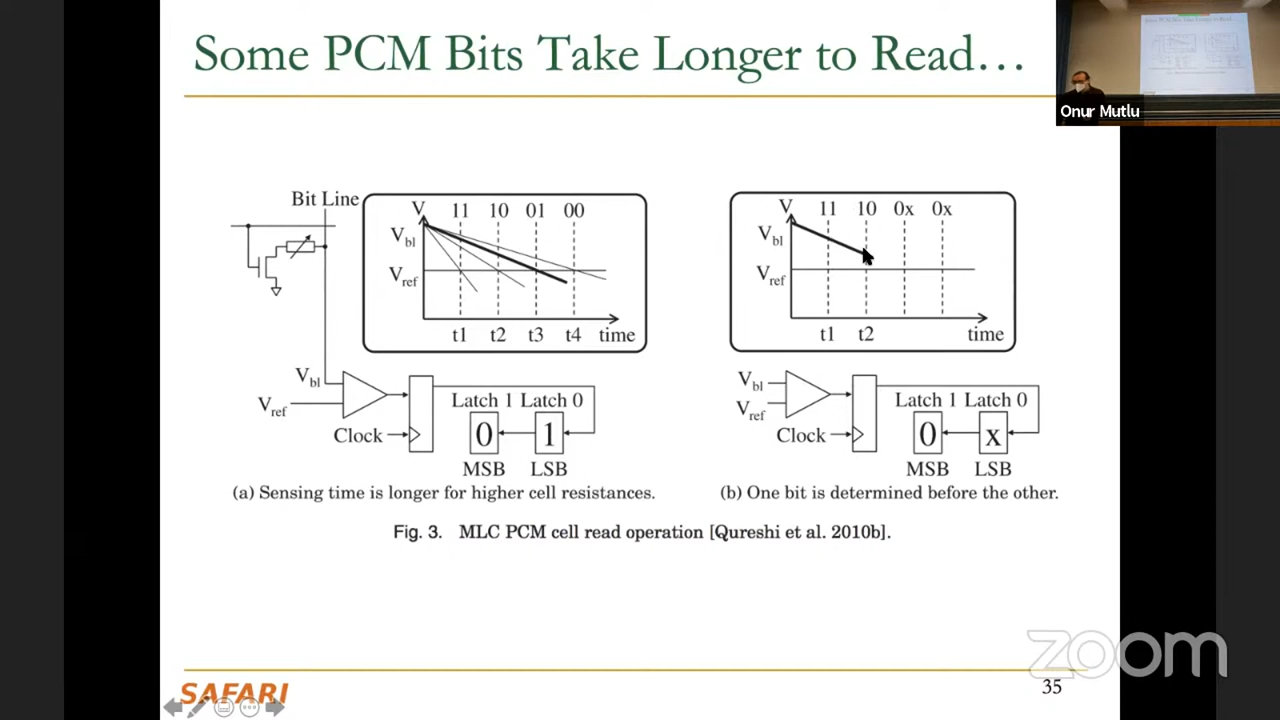 Some PCM Bits Take Longer to Read…
Onur Mutlu
Bit Line
V 11 10 01 00
Vbl
Vref
t1 t2 t3 t4 time
Vbl
Vref
Clock
Latch 1 Latch 0
0 1
MSB LSB
(a) Sensing time is longer for higher cell resistances.
V 11 10 0x 0x
Vbl
Vref
t1 t2 time
Vbl
Vref
Clock
Latch 1 Latch 0
0 x
MSB LSB
(b) One bit is determined before the other.
Fig. 3. MLC PCM cell read operation [Qureshi et al. 2010b].
zoom
SAFARI
35